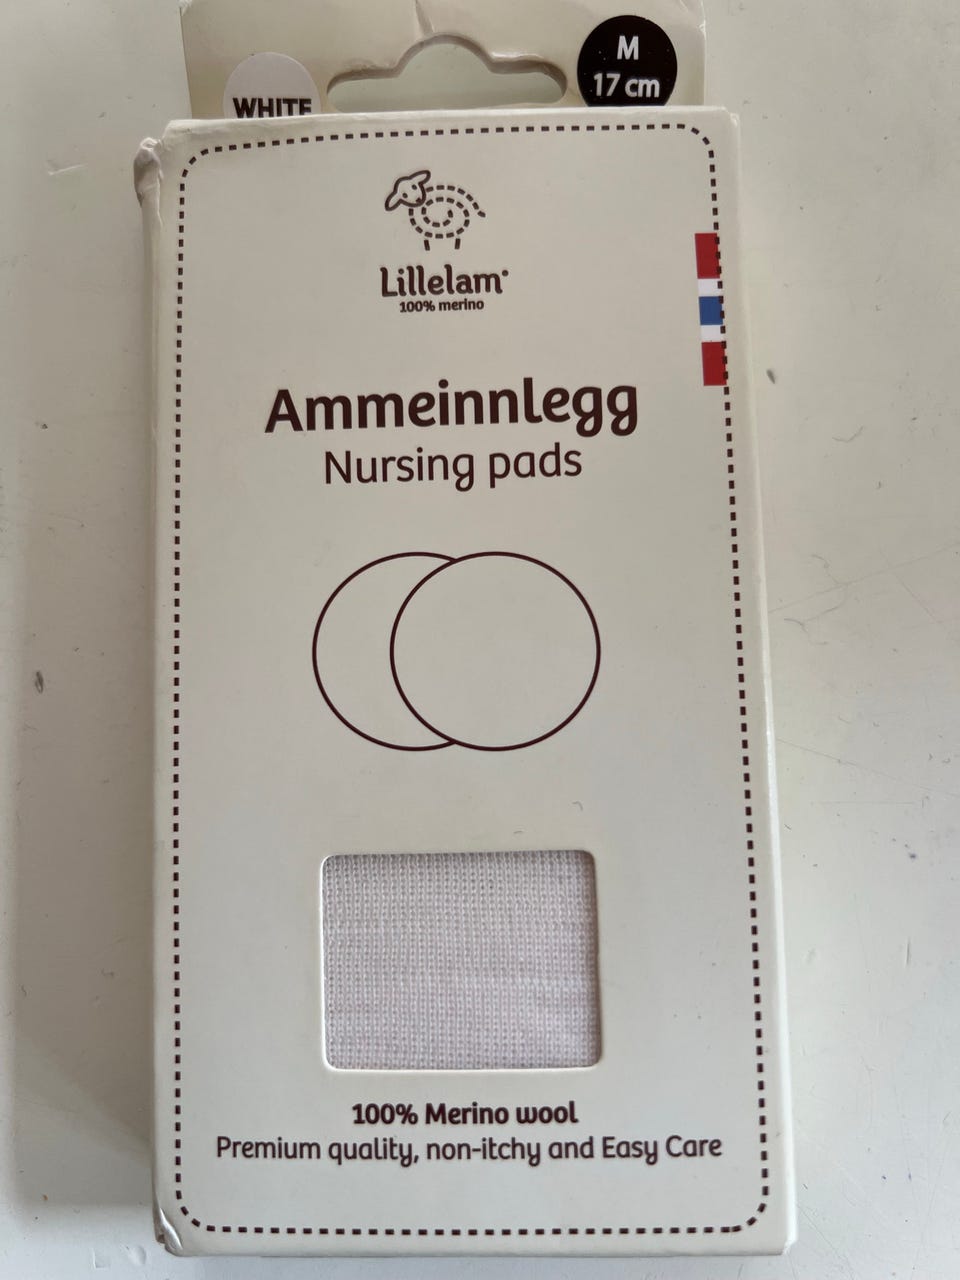 WHITE
M
17 cm
Lillelam
100% merino
Ammeinnlegg
Nursing pads
100% Merino wool
Premium quality, non-itchy and Easy Care